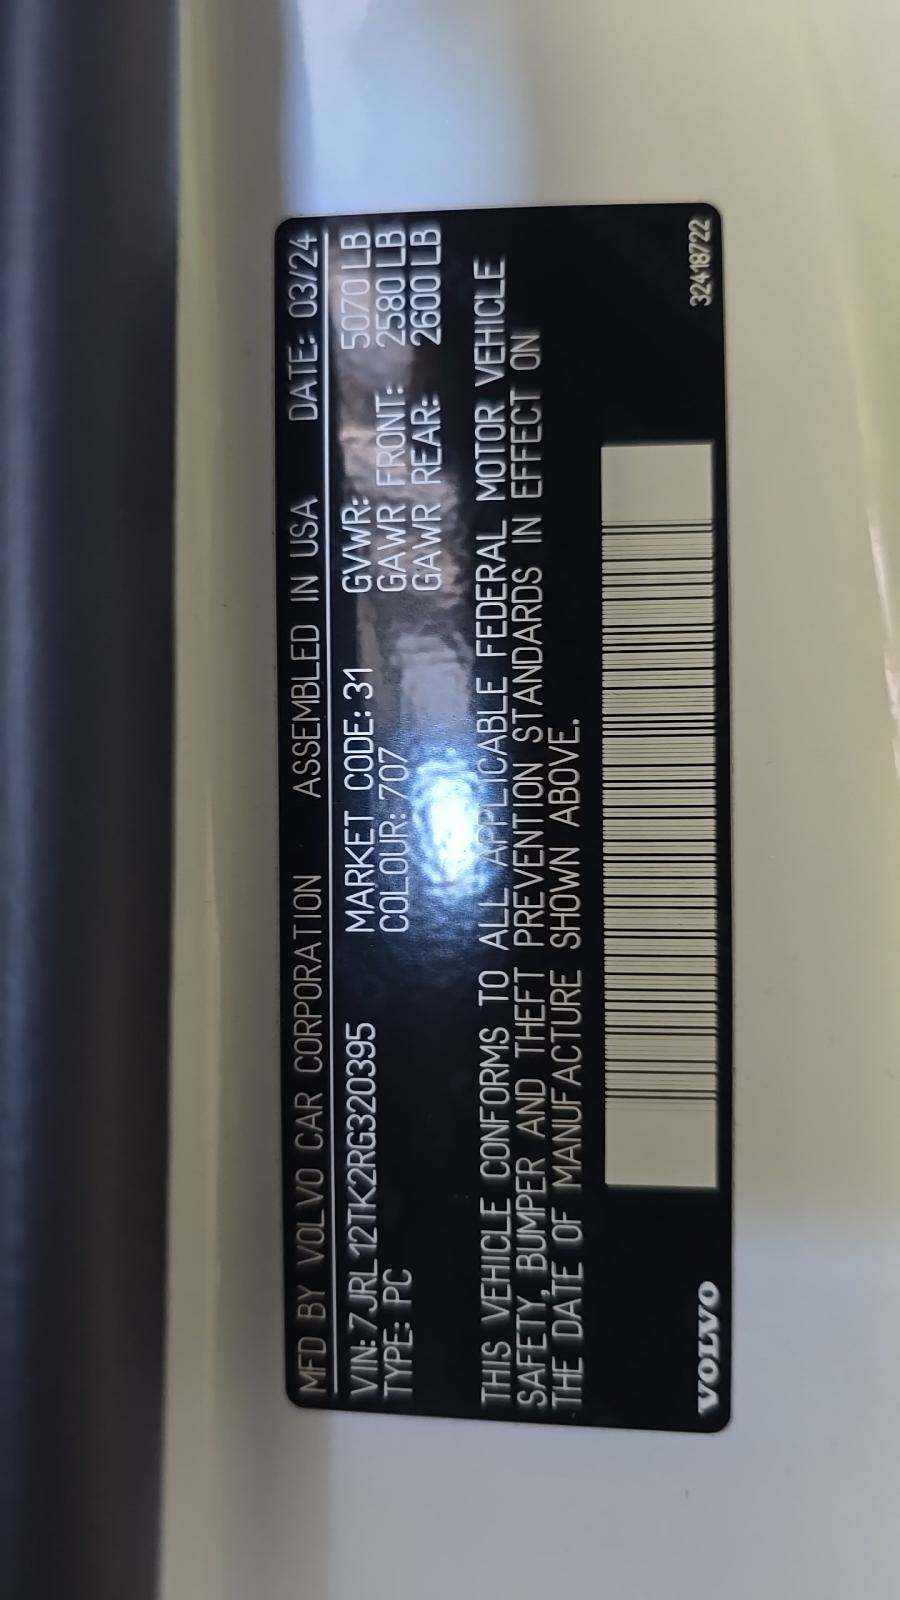 MFD BY VOLVO CAR CORPORATION ASSEMBLED IN USA DATE: 03/24
VIN: 7JRL12TK2RG320395 MARKET CODE: 31 GVWR: 5070 LB
TYPE: PC COLOUR: 707 GAWR FRONT: 2580 LB
GAWR REAR: 2600 LB
THIS VEHICLE CONFORMS TO ALL APPLICABLE FEDERAL MOTOR VEHICLE
SAFETY, BUMPER AND THEFT PREVENTION STANDARDS IN EFFECT ON
THE DATE OF MANUFACTURE SHOWN ABOVE.
VOLVO 32418722